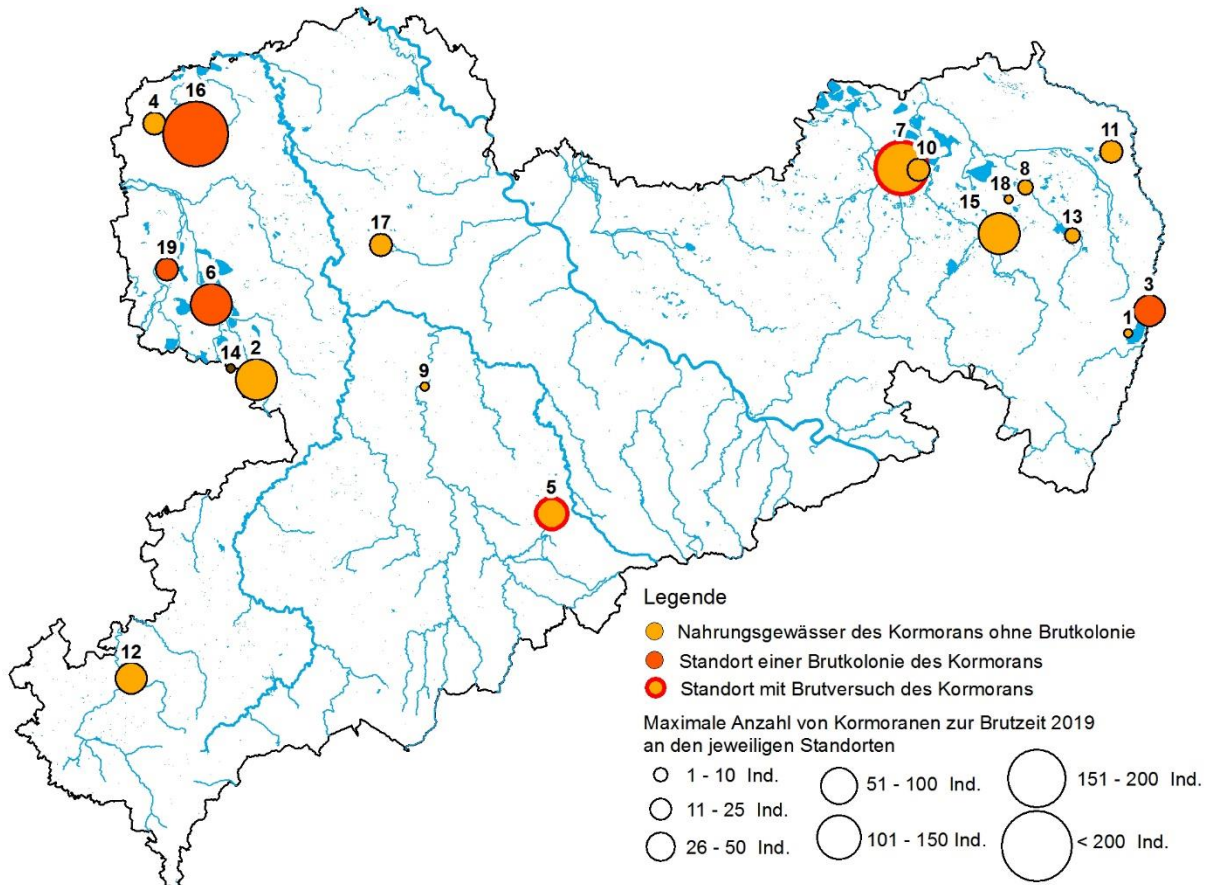 16
4
7
10
11
8
18
15
13
17
19
6
3
1
14
2
9
5
12
Legende
Nahrungsgewässer des Kormorans ohne Brutkolonie
Standort einer Brutkolonie des Kormorans
Standort mit Brutversuch des Kormorans
Maximale Anzahl von Kormoranen zur Brutzeit 2019
an den jeweiligen Standorten
1 - 10 Ind.
11 - 25 Ind.
26 - 50 Ind.
51 - 100 Ind.
101 - 150 Ind.
151 - 200 Ind.
< 200 Ind.